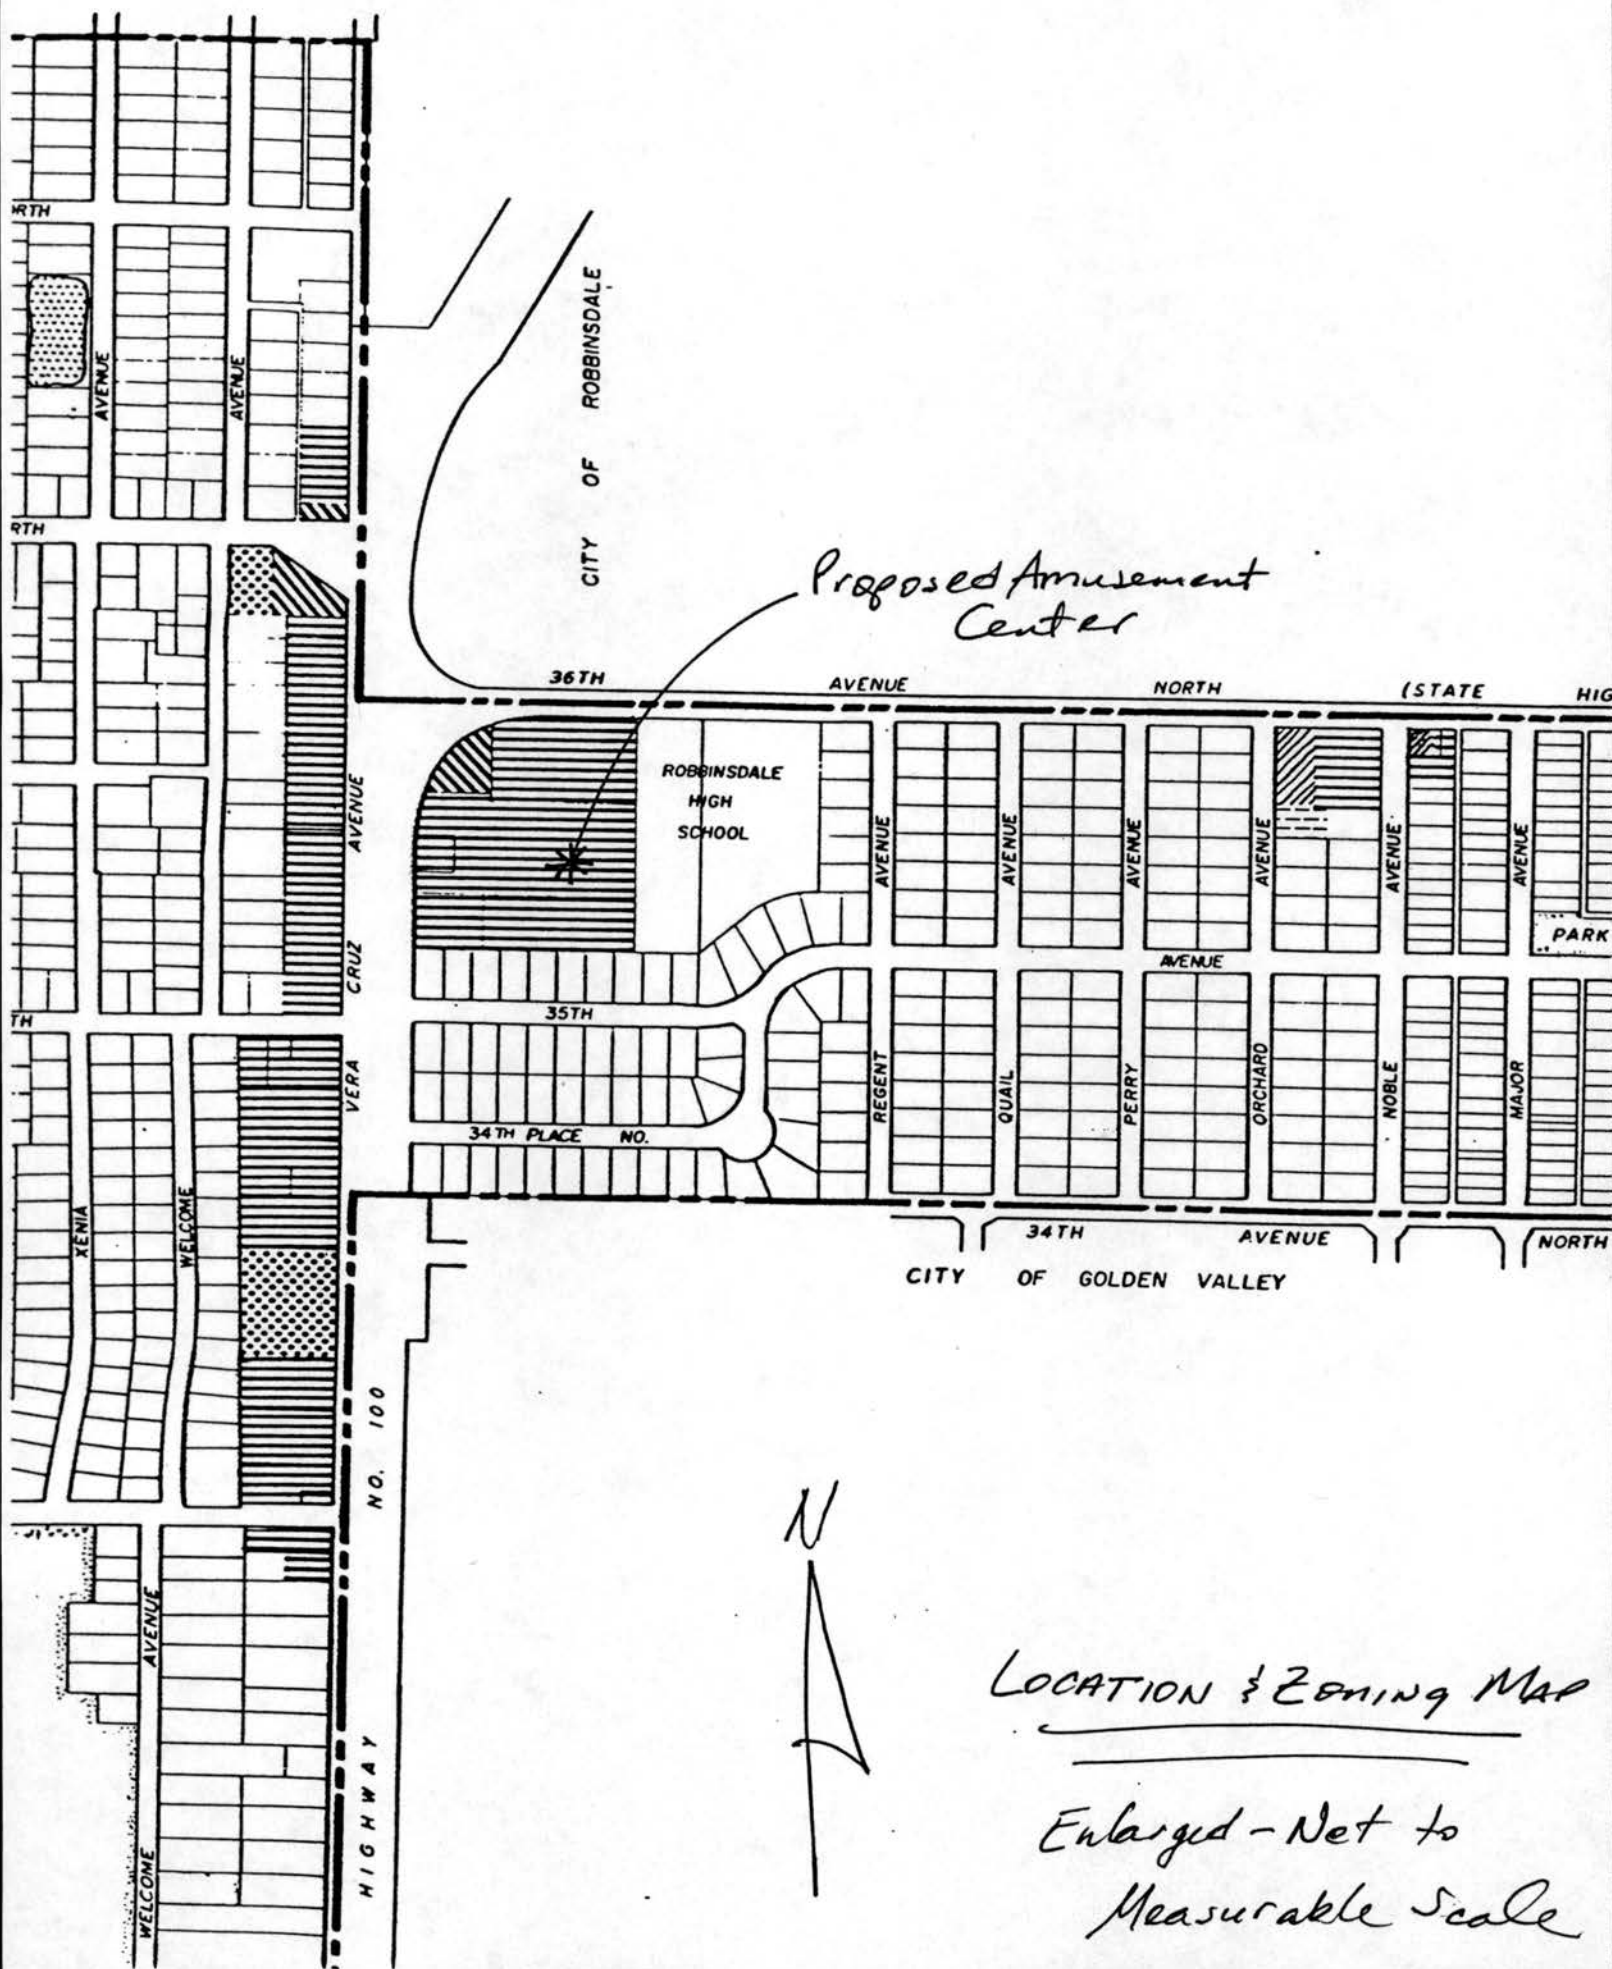 RTH
AVENUE
AVENUE
CITY OF ROBBINSDALE
RTH
Proposed Amusement
Center
36TH AVENUE NORTH (STATE HIG
ROBBINSDALE
HIGH
SCHOOL
VERA CRUZ AVENUE
AVENUE
AVENUE
AVENUE
AVENUE
AVENUE
AVENUE
PARK
AVENUE
35TH
TH
REGENT
QUAIL
PERRY
ORCHARD
NOBLE
MAJOR
34TH PLACE NO.
XENIA
WELCOME
34TH AVENUE NORTH
CITY OF GOLDEN VALLEY
HIGHWAY NO. 100
N
WELCOME AVENUE
LOCATION & ZONING MAP
Enlarged - Not to
Measurable Scale